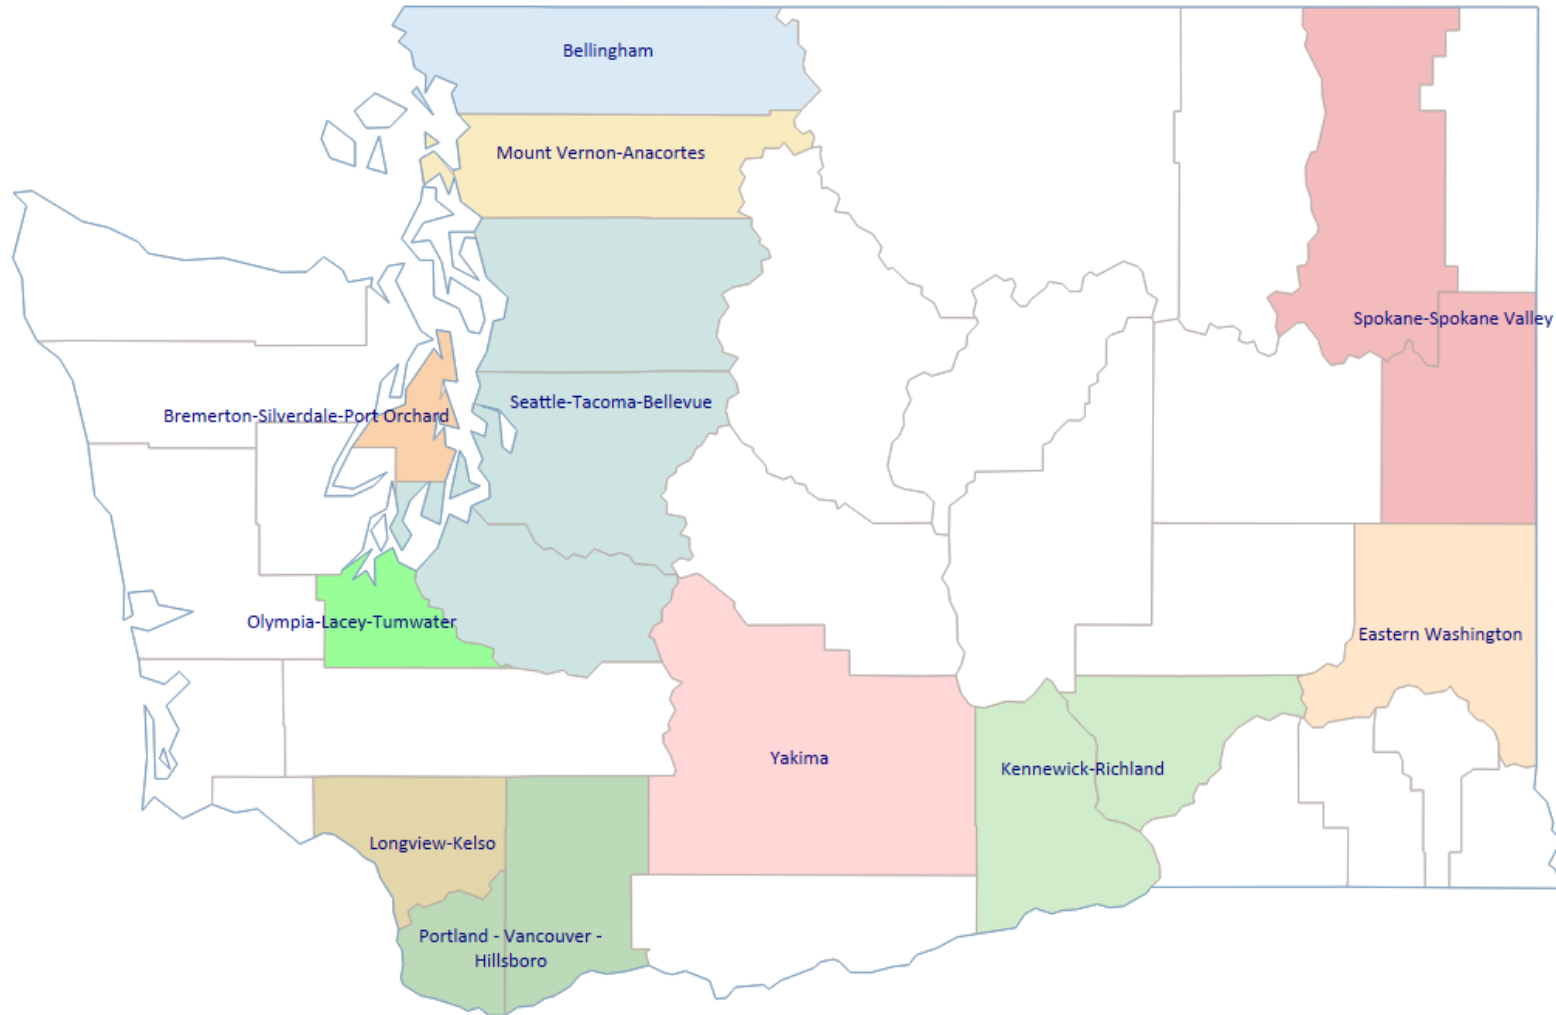 Bellingham
Mount Vernon-Anacortes
Spokane-Spokane Valley
Seattle-Tacoma-Bellevue
Bremerton-Silverdale-Port Orchard
Olympia-Lacey-Tumwater
Eastern Washington
Yakima
Kennewick-Richland
Longview-Kelso
Portland - Vancouver -
Hillsboro